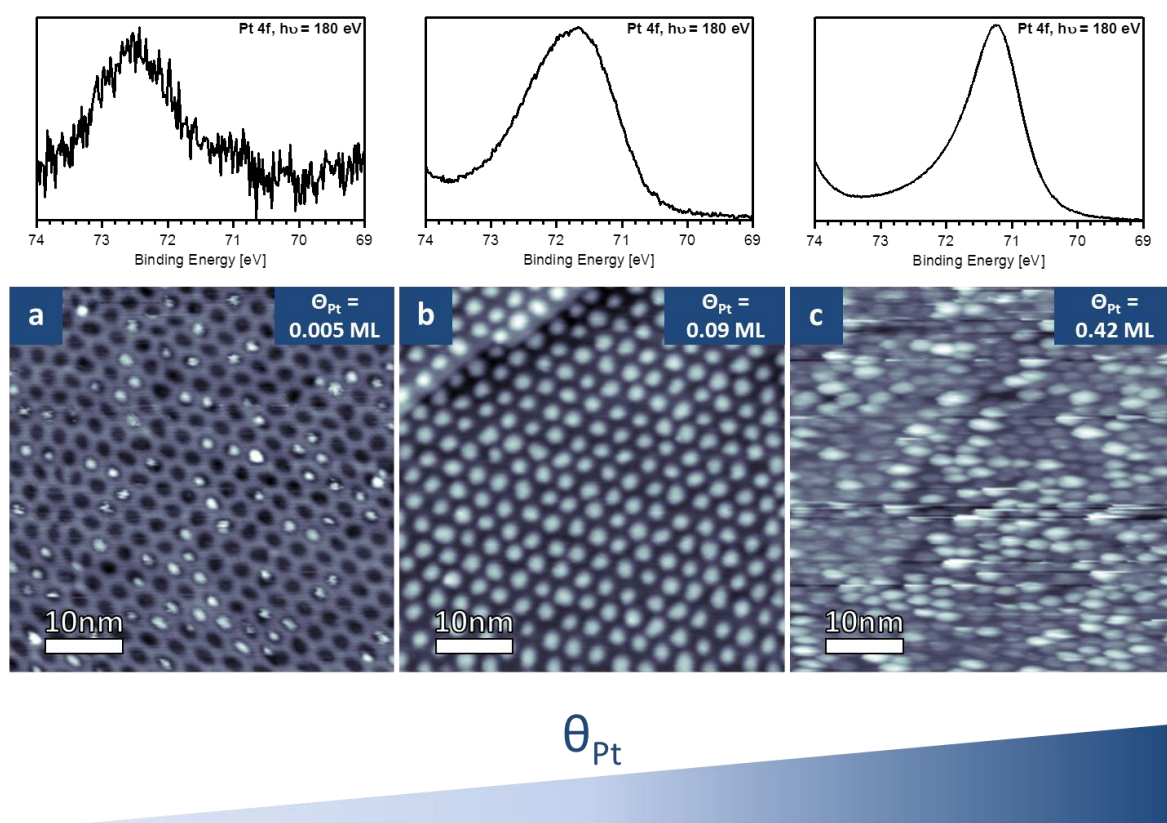 Pt 4f, hυ = 180 eV
74 73 72 71 70 69
Binding Energy [eV]
Pt 4f, hυ = 180 eV
74 73 72 71 70 69
Binding Energy [eV]
Pt 4f, hυ = 180 eV
74 73 72 71 70 69
Binding Energy [eV]
a
ΘPt =
0.005 ML
10nm
b
ΘPt =
0.09 ML
10nm
c
ΘPt =
0.42 ML
10nm
θPt